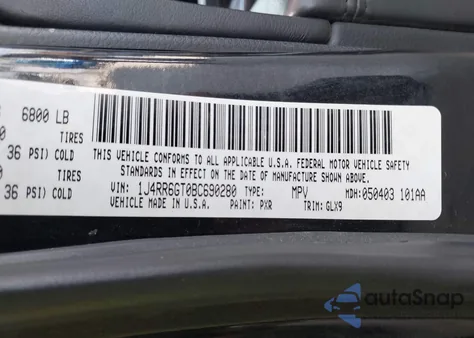 6800 LB
TIRES
36 PSI) COLD
TIRES
36 PSI) COLD
THIS VEHICLE CONFORMS TO ALL APPLICABLE U.S.A. FEDERAL MOTOR VEHICLE SAFETY
STANDARDS IN EFFECT ON THE DATE OF MANUFACTURE SHOWN ABOVE.
VIN: 1J4RR6GT0BC690280 TYPE: MPV MDH:050403 101AA
VEHICLE MADE IN U.S.A. PAINT: PXR TRIM: GLX9
autoSnap